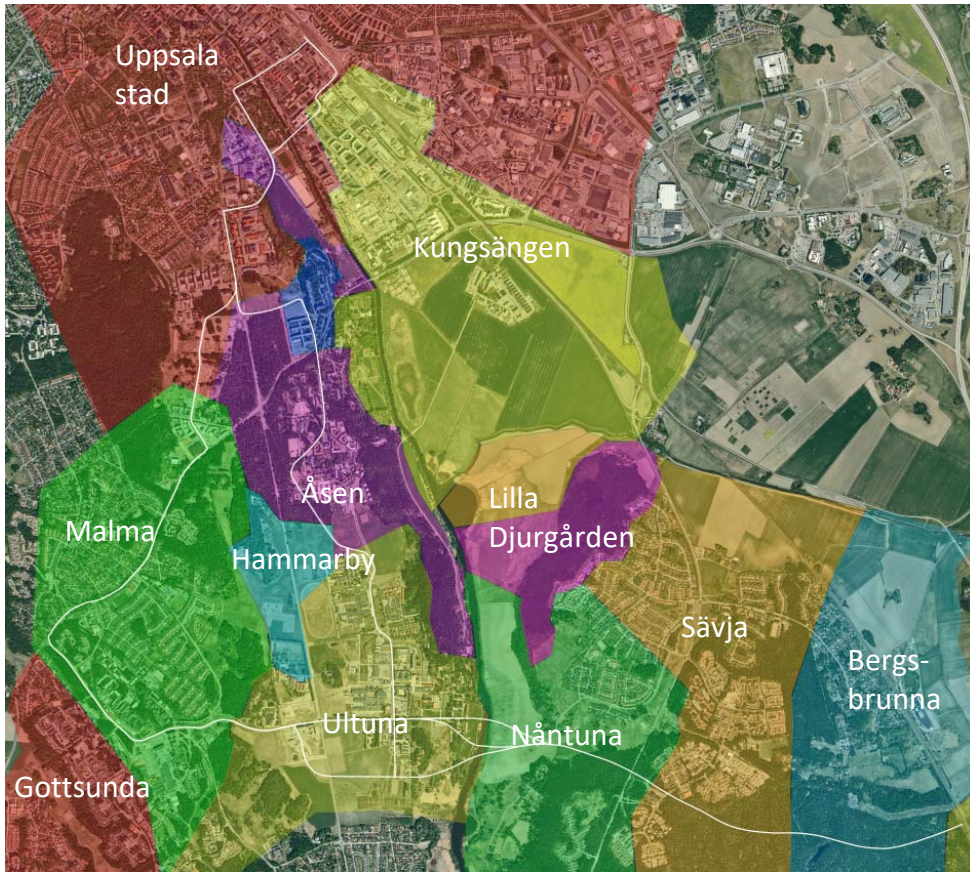 Uppsala
stad
Kungsängen
Åsen
Lilla
Djurgården
Malma
Hammarby
Sävja
Bergs-
brunna
Ultuna
Nåntuna
Gottsunda